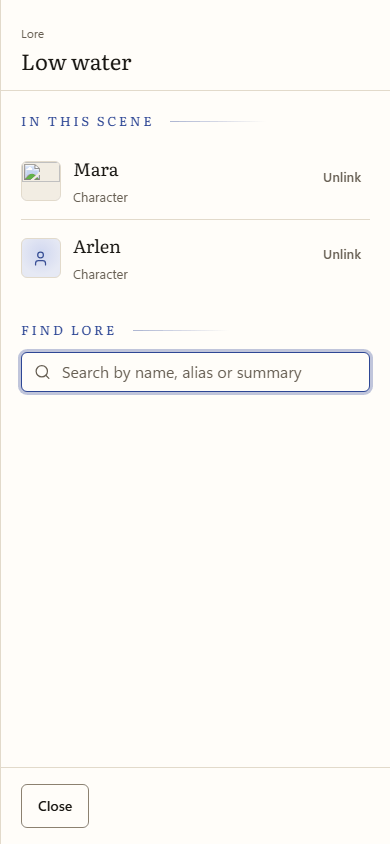 Lore
Low water
IN THIS SCENE
Mara
Character
Unlink
Arlen
Character
Unlink
FIND LORE
Search by name, alias or summary
Close